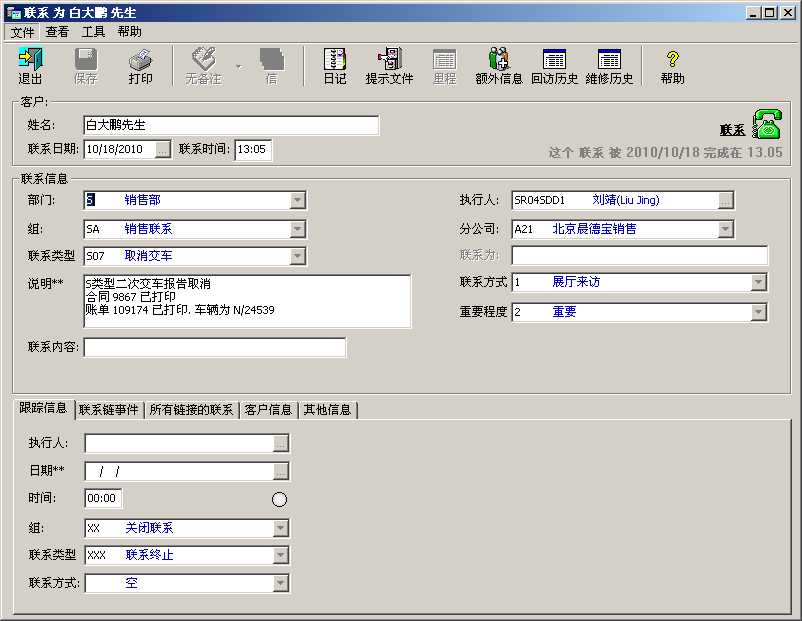 联系 为 白大鹏 先生
文件 查看 工具 帮助
退出 保存 打印 无备注 信 日记 提示文件 里程 额外信息 回访历史 维修历史 帮助
客户:
姓名: 白大鹏先生
联系
联系日期: 10/18/2010 ... 联系时间: 13:05
这个 联系 被 2010/10/18 完成在 13.05
联系信息
部门: S 销售部 执行人: SR04SDD1 刘靖(Liu Jing) ...
组: SA 销售联系 分公司: A21 北京晨德宝销售
联系类型 S07 取消交车 联系为:
说明** S类型二次交车报告取消 联系方式 1 展厅来访
合同 9867 已打印
账单 109174 已打印. 车辆为 N/24539 重要程度 2 重要
联系内容:
跟踪信息 联系链事件 所有链接的联系 客户信息 其他信息
执行人: ...
日期** / / ...
时间: 00:00
组: XX 关闭联系
联系类型 XXX 联系终止
联系方式: 空